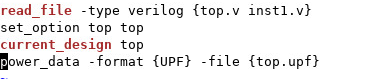 read_file -type verilog {top.v inst1.v}
set_option top top
current_design top
power_data -format {UPF} -file {top.upf}
~